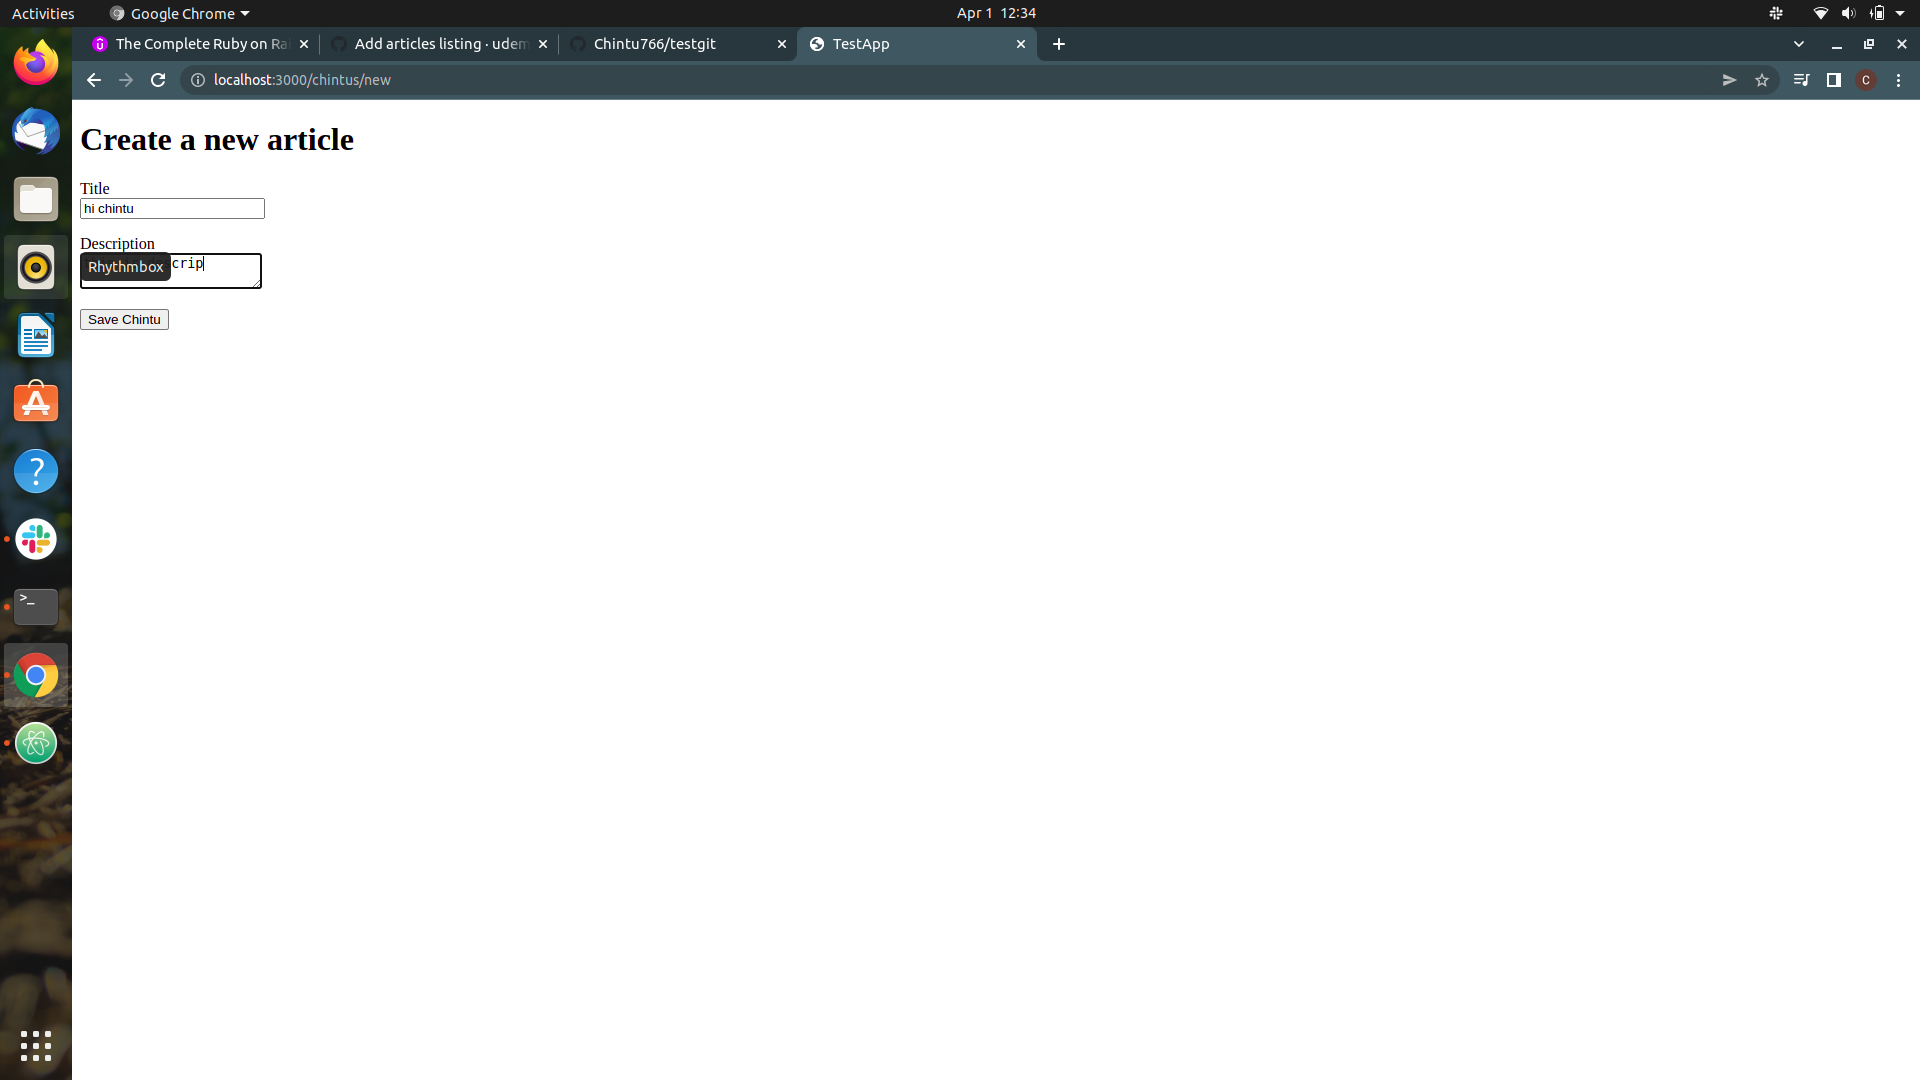 Activities
Google Chrome
Apr 1 12:34
The Complete Ruby on Ra
Add articles listing · udem
Chintu766/testgit
TestApp
localhost:3000/chintus/new
C
Create a new article
Title
hi chintu
Description
Rhythmbox
crip
Save Chintu